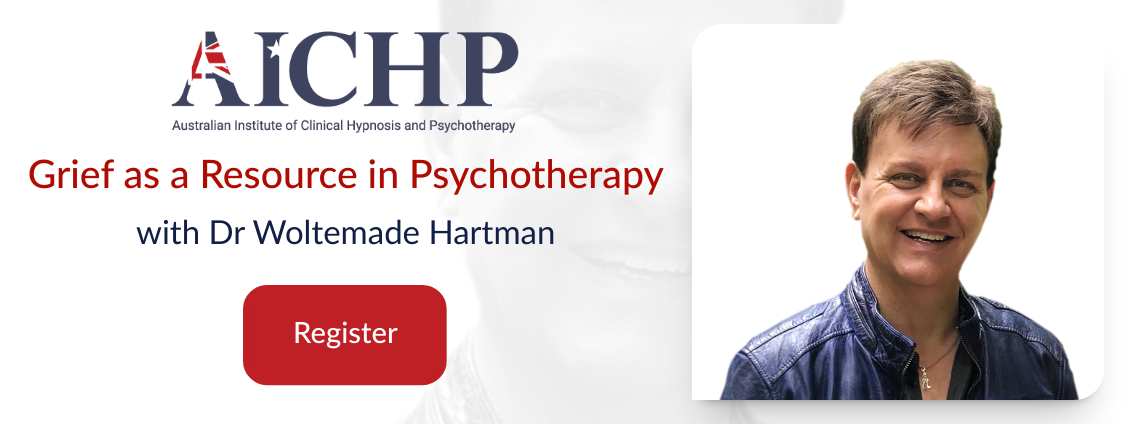 AICHP
Australian Institute of Clinical Hypnosis and Psychotherapy
Grief as a Resource in Psychotherapy
with Dr Woltemade Hartman
Register